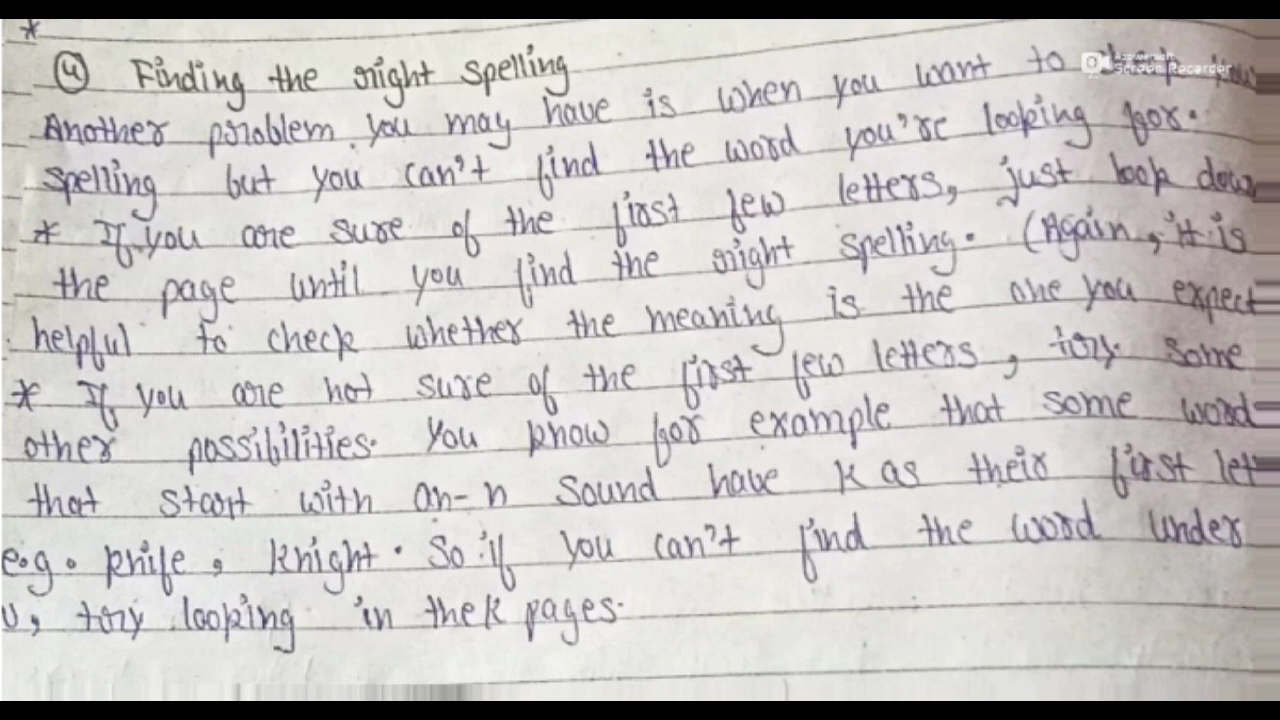 *
④ Finding the right spelling
Another problem you may have is when you want to
spelling but you can't find the word you're looking for.
* If you are sure of the first few letters, just look down
the page until you find the right spelling. (Again, it is
helpful to check whether the meaning is the one you expect
* If you are not sure of the first few letters, try some
other possibilities. You know for example that some word
that start with an-n sound have K as their first let
e.g. knife, knight. So if you can't find the word under
, try looking in the K pages.
Screen Recorder